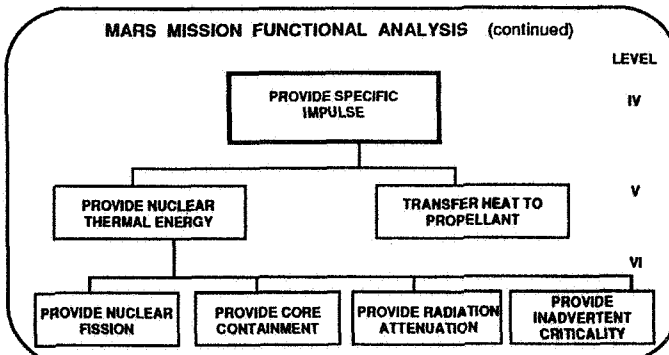 MARS MISSION FUNCTIONAL ANALYSIS (continued)
LEVEL
PROVIDE SPECIFIC
IMPULSE
IV
PROVIDE NUCLEAR
THERMAL ENERGY
TRANSFER HEAT TO
PROPELLANT
V
VI
PROVIDE NUCLEAR
FISSION
PROVIDE CORE
CONTAINMENT
PROVIDE RADIATION
ATTENUATION
PROVIDE
INADVERTENT
CRITICALITY